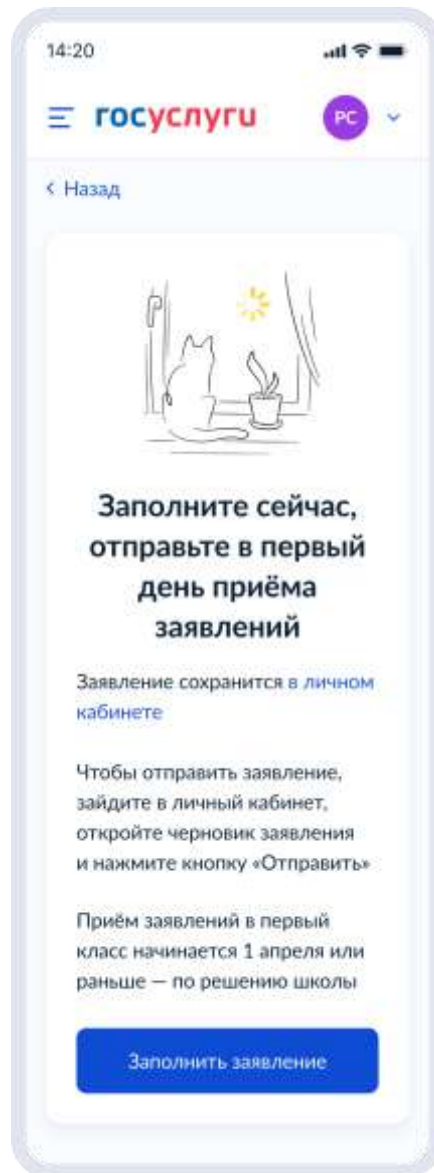 14:20
госуслуги
РС
Назад
Заполните сейчас,
отправьте в первый
день приёма
заявлений
Заявление сохранится в личном
кабинете
Чтобы отправить заявление,
зайдите в личный кабинет,
откройте черновик заявления
и нажмите кнопку «Отправить»
Приём заявлений в первый
класс начинается 1 апреля или
раньше — по решению школы
Заполнить заявление